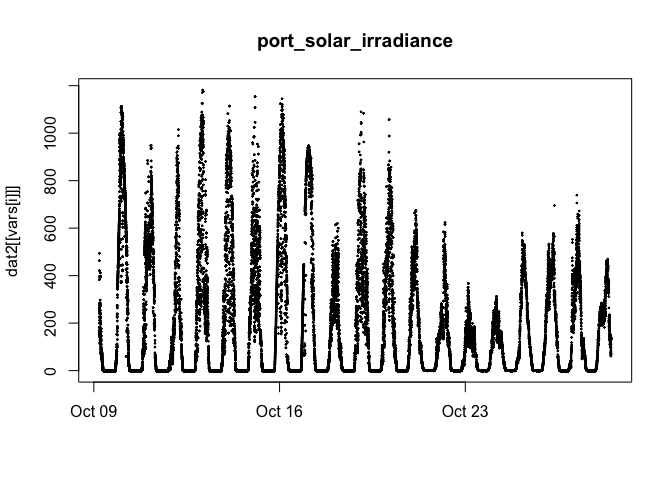 port_solar_irradiance
dat2[[vars[i]]]
1000
800
600
400
200
0
Oct 09
Oct 16
Oct 23